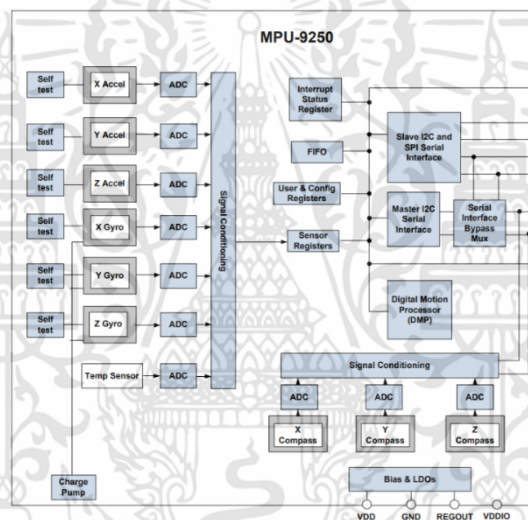 MPU-9250
Self
test
X Accel
ADC
Self
test
Y Accel
ADC
Self
test
Z Accel
ADC
Self
test
X Gyro
ADC
Self
test
Y Gyro
ADC
Self
test
Z Gyro
ADC
Temp Sensor
ADC
Signal Conditioning
Charge
Pump
Interrupt
Status
Register
FIFO
User & Config
Registers
Sensor
Registers
Slave I2C and
SPI Serial
Interface
Master I2C
Serial
Interface
Serial
Interface
Bypass
Mux
Digital Motion
Processor
(DMP)
Signal Conditioning
ADC
ADC
ADC
X
Compass
Y
Compass
Z
Compass
Bias & LDOs
VDD
GND
REGOUT
VDDIO